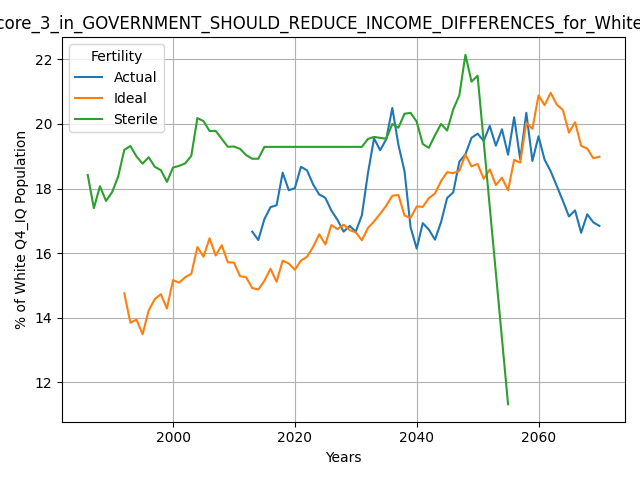 core_3_in_GOVERNMENT_SHOULD_REDUCE_INCOME_DIFFERENCES_for_White
Fertility
Actual
Ideal
Sterile
% of White Q4_IQ Population
22
20
18
16
14
12
2000
2020
2040
2060
Years